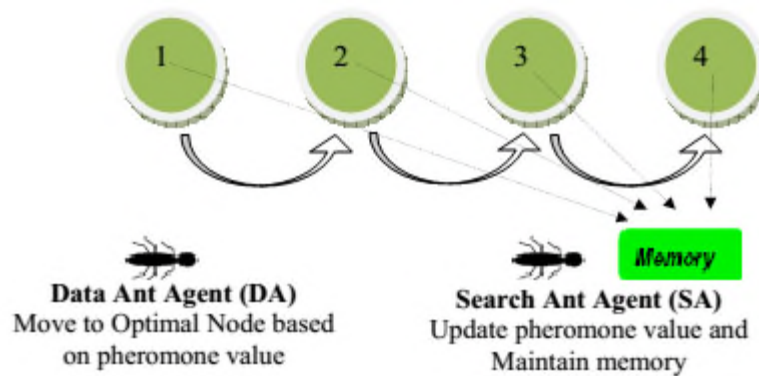 1 2 3 4
Memory
Data Ant Agent (DA)
Move to Optimal Node based
on pheromone value
Search Ant Agent (SA)
Update pheromone value and
Maintain memory